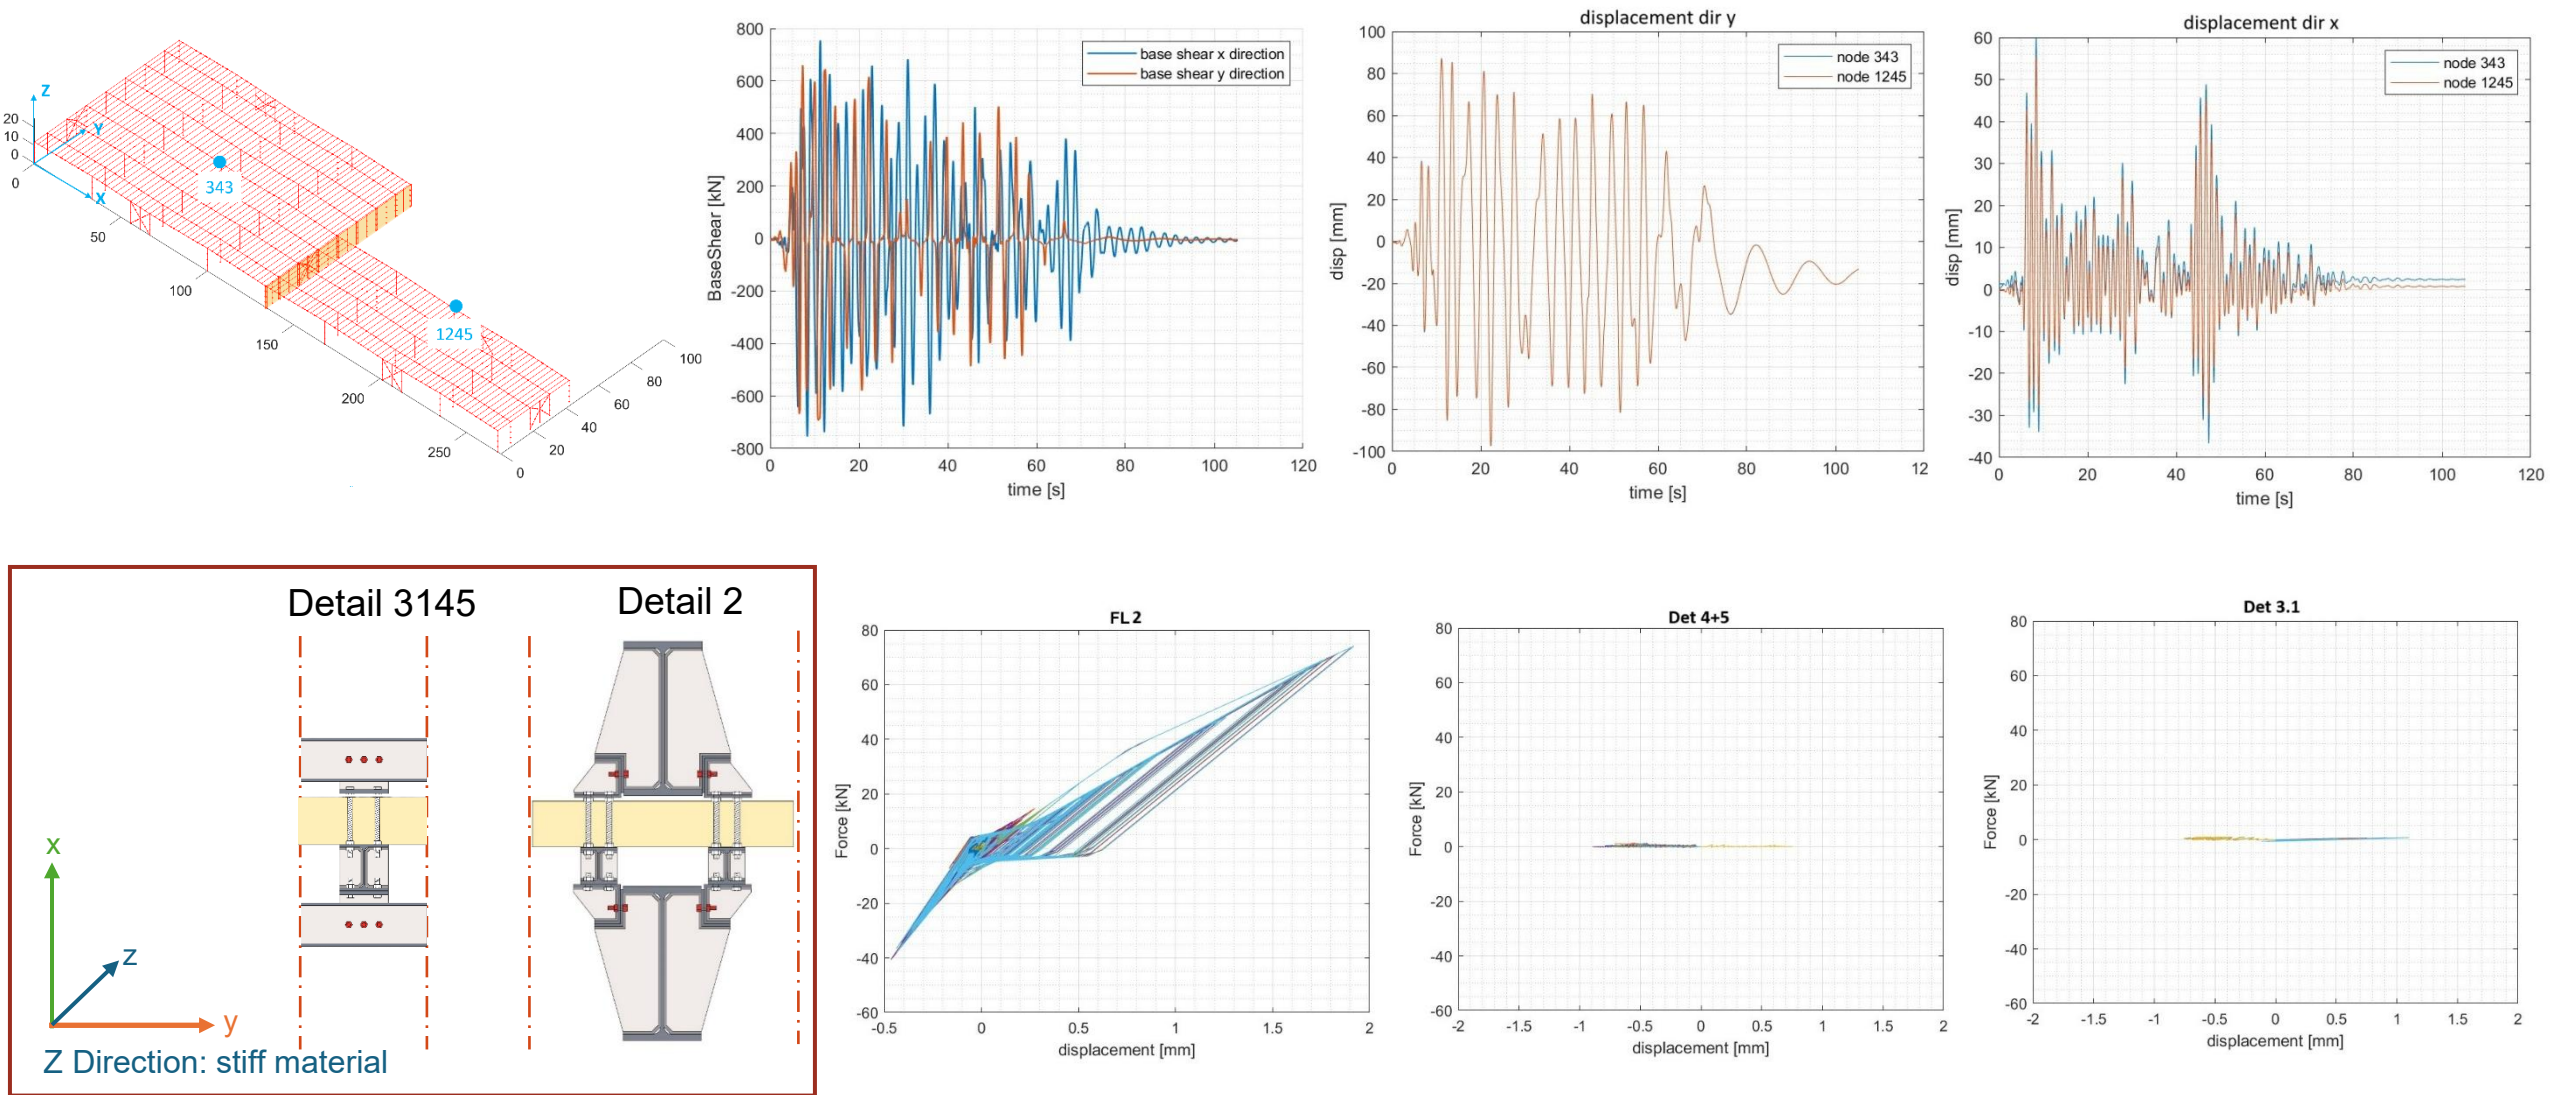 Z
20
10
0
0
Y
X
343
50
100
150
1245
200
250
100
80
60
40
20
0
800
600
400
200
0
-200
-400
-600
-800
BaseShear [kN]
base shear x direction
base shear y direction
0 20 40 60 80 100 120
time [s]
displacement dir y
100
80
60
40
20
0
-20
-40
-60
-80
-100
disp [mm]
node 343
node 1245
0 20 40 60 80 100 12
time [s]
displacement dir x
60
50
40
30
20
10
0
-10
-20
-30
-40
disp [mm]
node 343
node 1245
0 20 40 60 80 100 120
time [s]
Detail 3145
Detail 2
x
z
y
Z Direction: stiff material
FL 2
80
60
40
20
0
-20
-40
-60
Force [kN]
-0.5 0 0.5 1 1.5 2
displacement [mm]
Det 4+5
80
60
40
20
0
-20
-40
-60
Force [kN]
-2 -1.5 -1 -0.5 0 0.5 1 1.5 2
displacement [mm]
Det 3.1
80
60
40
20
0
-20
-40
-60
Force [kN]
-2 -1.5 -1 -0.5 0 0.5 1 1.5 2
displacement [mm]